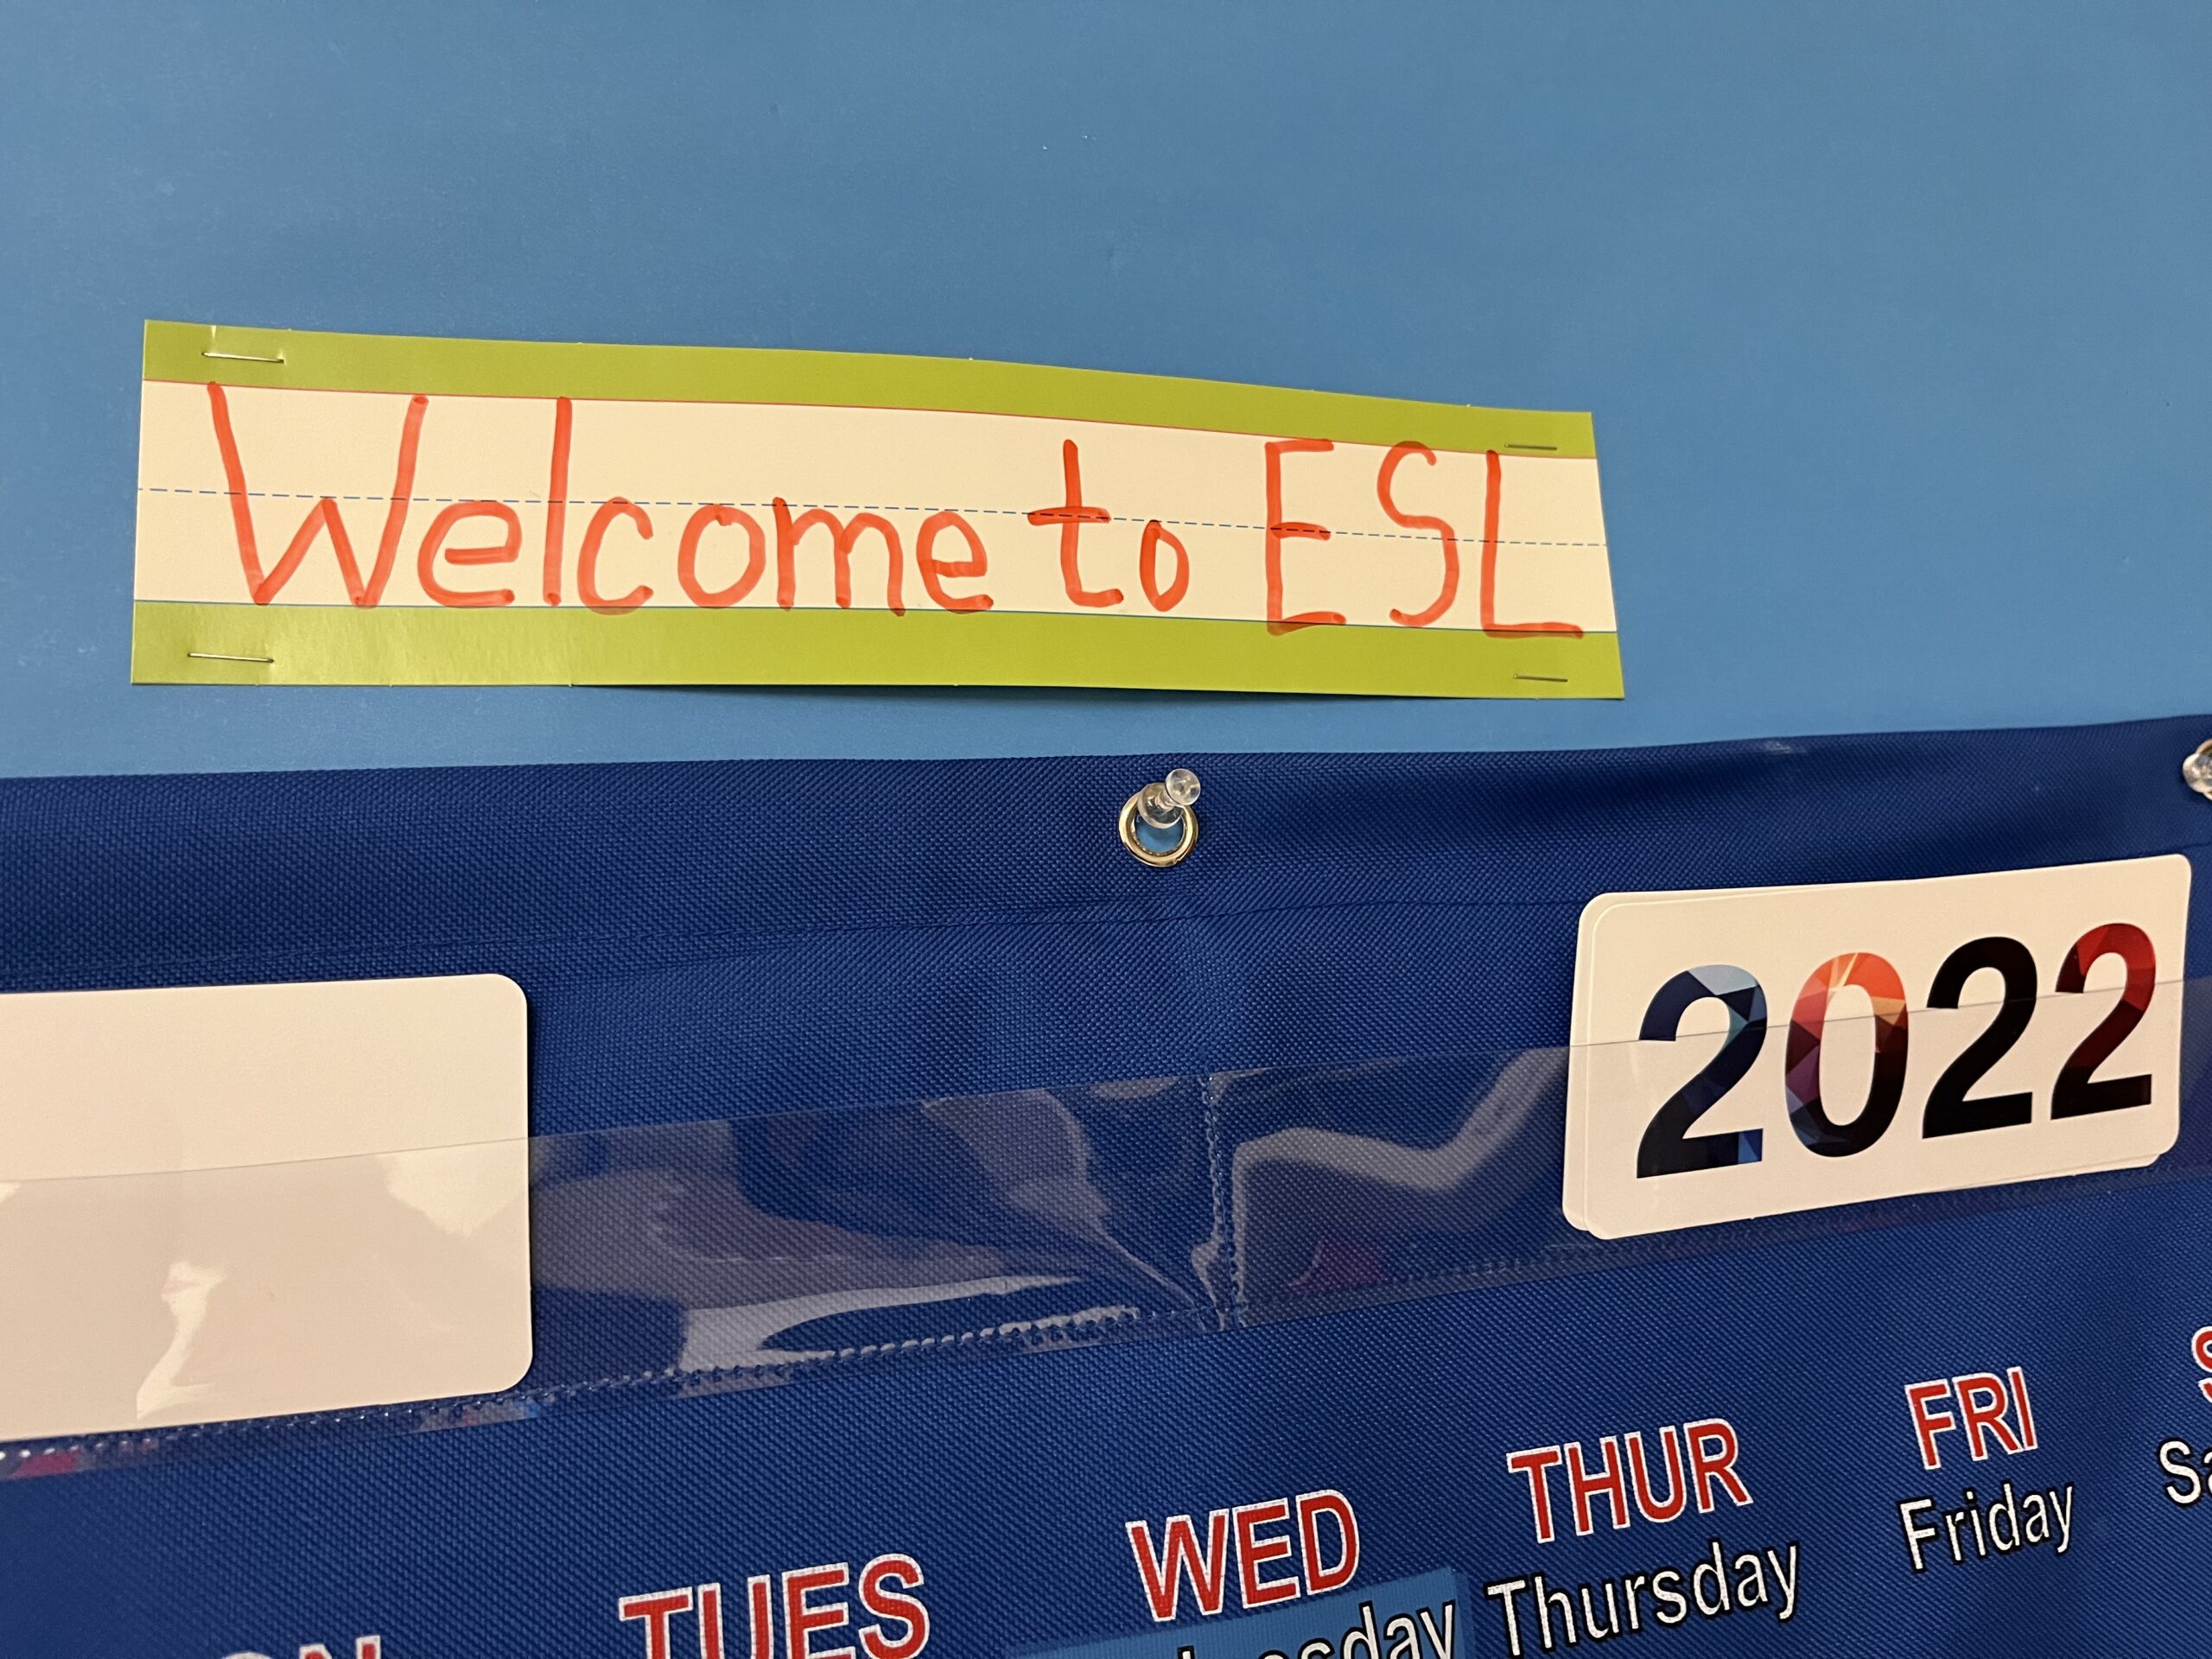 Welcome to ESL
2022
TUES WED THUR FRI
Thursday Friday